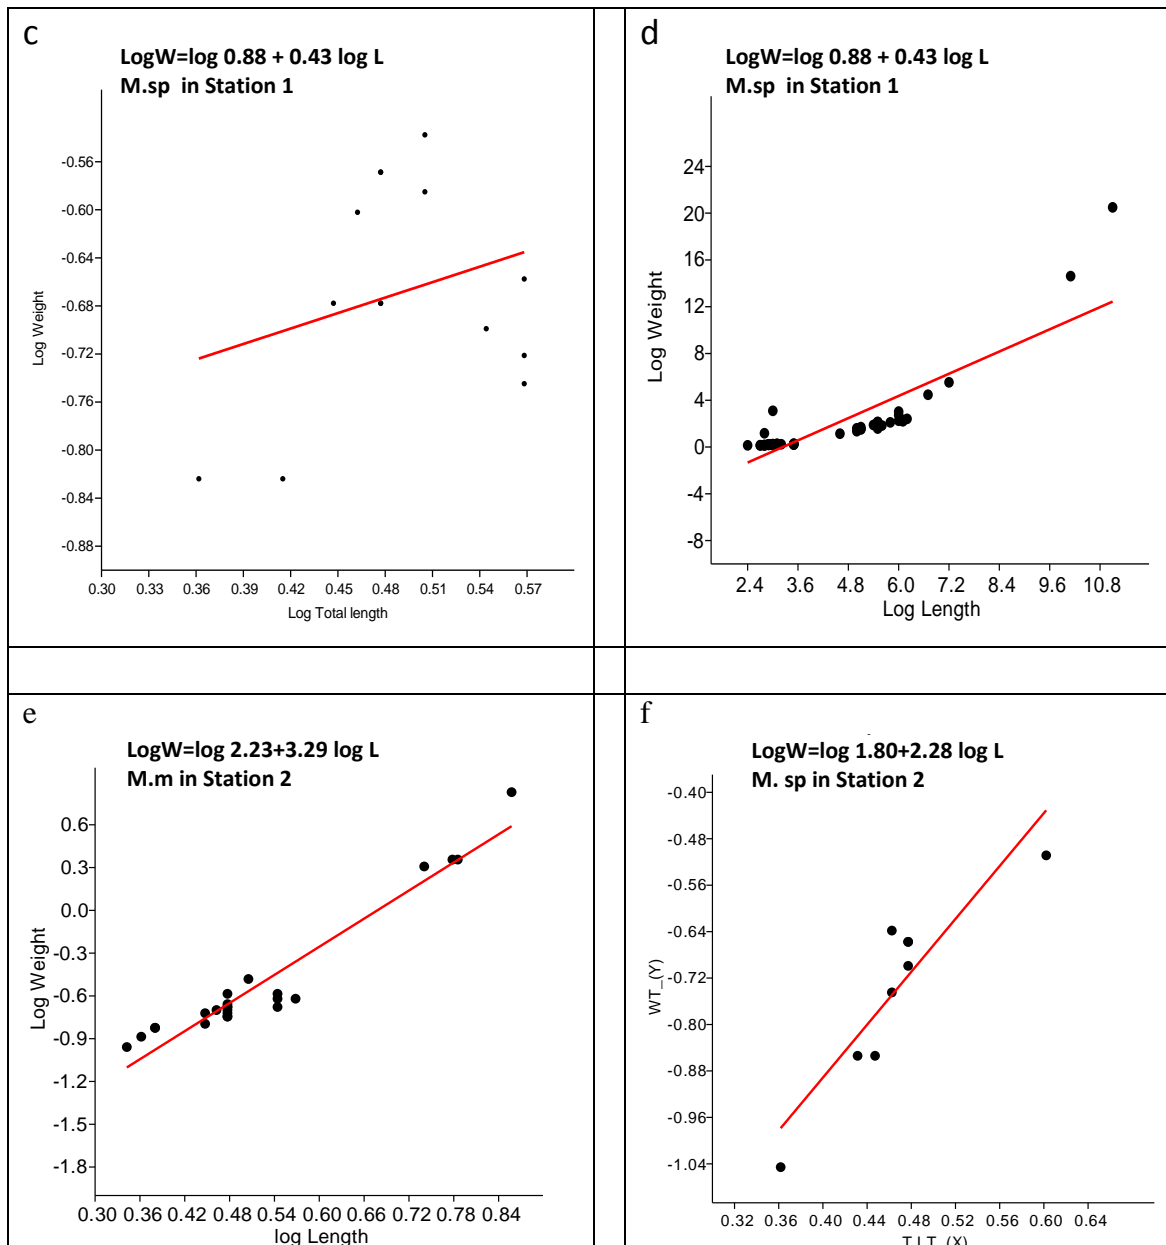 c
LogW=log 0.88 + 0.43 log L
M.sp in Station 1
-0.56
-0.60
-0.64
-0.68
-0.72
-0.76
-0.80
-0.84
-0.88
Log Weight
0.30 0.33 0.36 0.39 0.42 0.45 0.48 0.51 0.54 0.57
Log Total length
d
LogW=log 0.88 + 0.43 log L
M.sp in Station 1
24
20
16
12
8
4
0
-4
-8
Log Weight
2.4 3.6 4.8 6.0 7.2 8.4 9.6 10.8
Log Length
e
LogW=log 2.23+3.29 log L
M.m in Station 2
0.6
0.3
0.0
-0.3
-0.6
-0.9
-1.2
-1.5
-1.8
Log Weight
0.30 0.36 0.42 0.48 0.54 0.60 0.66 0.72 0.78 0.84
log Length
f
LogW=log 1.80+2.28 log L
M. sp in Station 2
-0.40
-0.48
-0.56
-0.64
-0.72
-0.80
-0.88
-0.96
-1.04
WT_(Y)
0.32 0.36 0.40 0.44 0.48 0.52 0.56 0.60 0.64